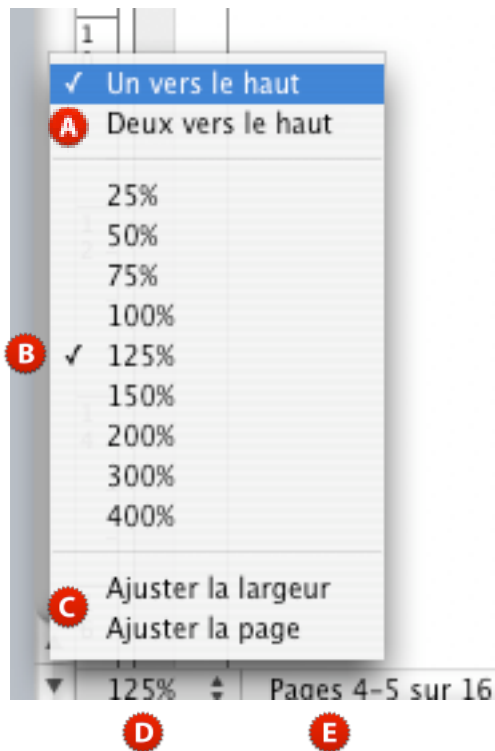 1
✓ Un vers le haut
A Deux vers le haut
25%
50%
75%
100%
B ✓ 125%
150%
200%
300%
400%
Ajuster la largeur
C
Ajuster la page
125% Pages 4-5 sur 16
D E